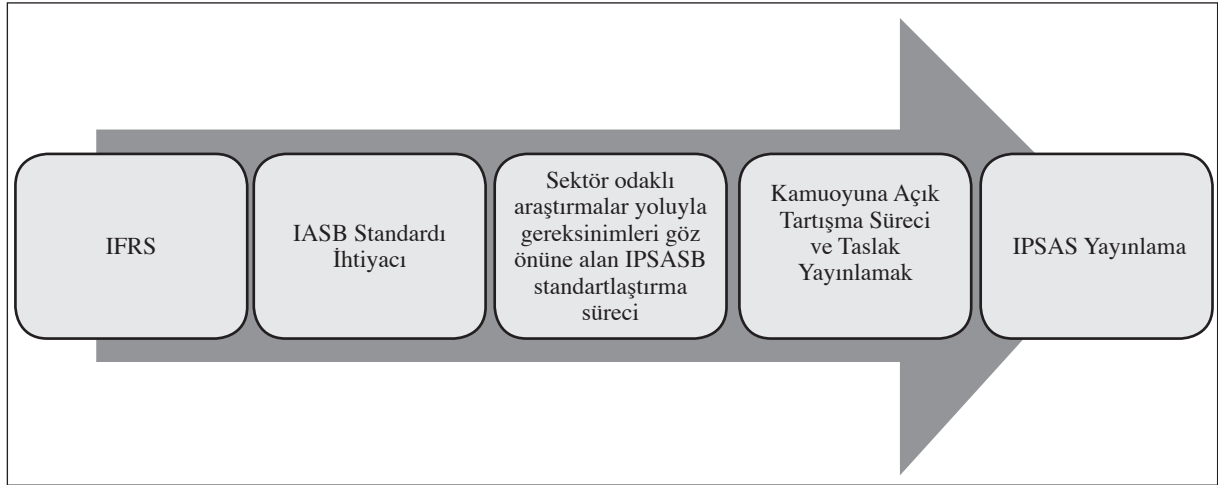 IFRS
IASB Standardı
İhtiyacı
Sektör odaklı
araştırmalar yoluyla
gereksinimleri göz
önüne alan IPSASB
standartlaştırma
süreci
Kamuoyuna Açık
Tartışma Süreci
ve Taslak
Yayınlamak
IPSAS Yayınlama